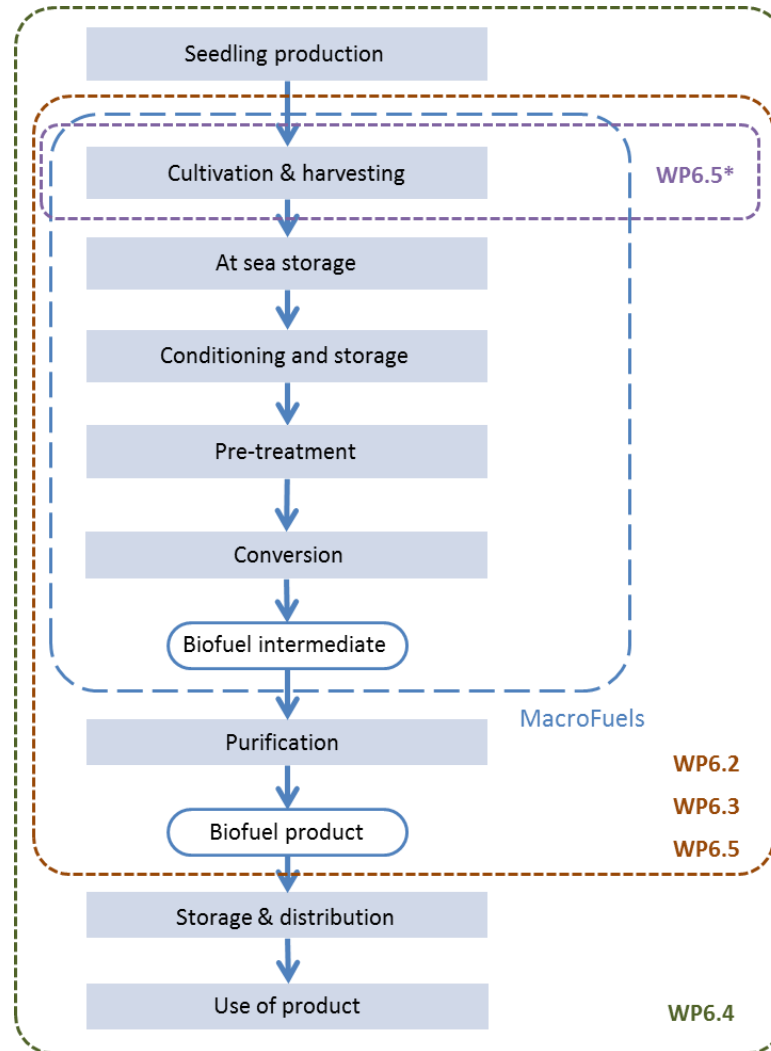 Seedling production
Cultivation & harvesting
WP6.5*
At sea storage
Conditioning and storage
Pre-treatment
Conversion
Biofuel intermediate
MacroFuels
Purification
WP6.2
WP6.3
Biofuel product
WP6.5
Storage & distribution
Use of product
WP6.4